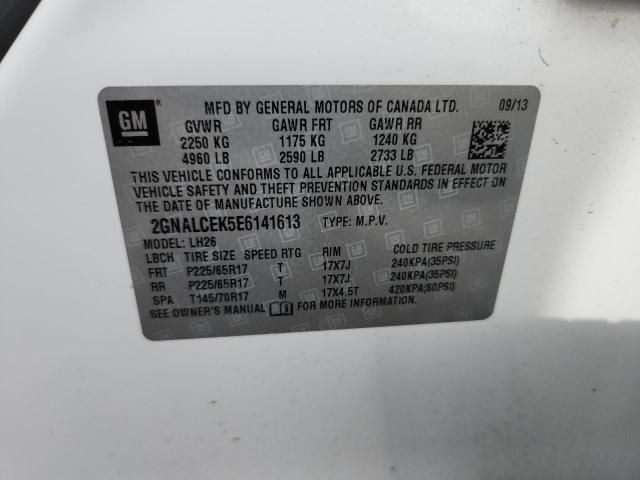 GM
MFD BY GENERAL MOTORS OF CANADA LTD. 09/13
GVWR GAWR FRT GAWR RR
2250 KG 1175 KG 1240 KG
4960 LB 2590 LB 2733 LB
THIS VEHICLE CONFORMS TO ALL APPLICABLE U.S. FEDERAL MOTOR
VEHICLE SAFETY AND THEFT PREVENTION STANDARDS IN EFFECT ON
THE DATE OF MANUFACTURE SHOWN ABOVE.
2GNALCEK5E6141613 TYPE: M.P.V.
MODEL: LH26
LBCH TIRE SIZE SPEED RTG RIM COLD TIRE PRESSURE
FRT P225/65R17 T 17X7J 240KPA(35PSI)
RR P225/65R17 T 17X7J 240KPA(35PSI)
SPA T145/70R17 M 17X4.5T 420KPA(60PSI)
SEE OWNER'S MANUAL FOR MORE INFORMATION.